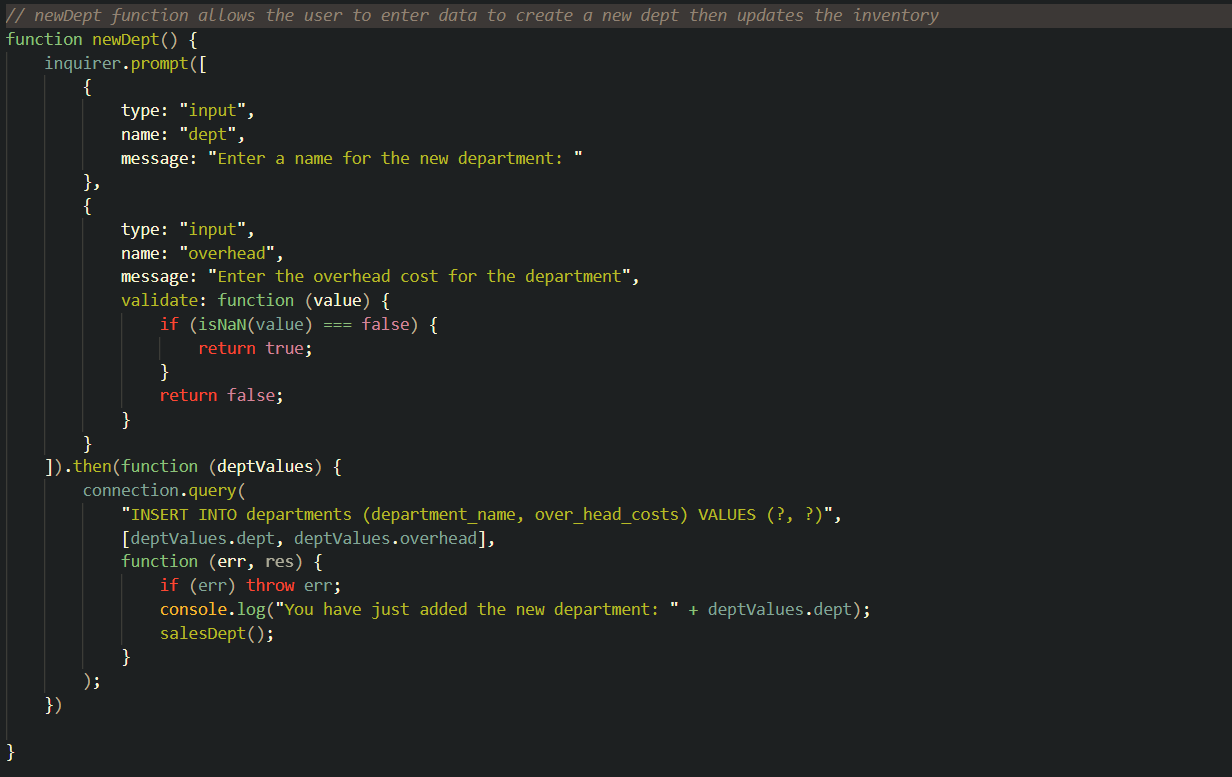 // newDept function allows the user to enter data to create a new dept then updates the inventory
function newDept() {
    inquirer.prompt([
        {
            type: "input",
            name: "dept",
            message: "Enter a name for the new department: "
        },
        {
            type: "input",
            name: "overhead",
            message: "Enter the overhead cost for the department",
            validate: function (value) {
                if (isNaN(value) === false) {
                    return true;
                }
                return false;
            }
        }
    ]).then(function (deptValues) {
        connection.query(
            "INSERT INTO departments (department_name, over_head_costs) VALUES (?, ?)",
            [deptValues.dept, deptValues.overhead],
            function (err, res) {
                if (err) throw err;
                console.log("You have just added the new department: " + deptValues.dept);
                salesDept();
            }
        );
    })
}